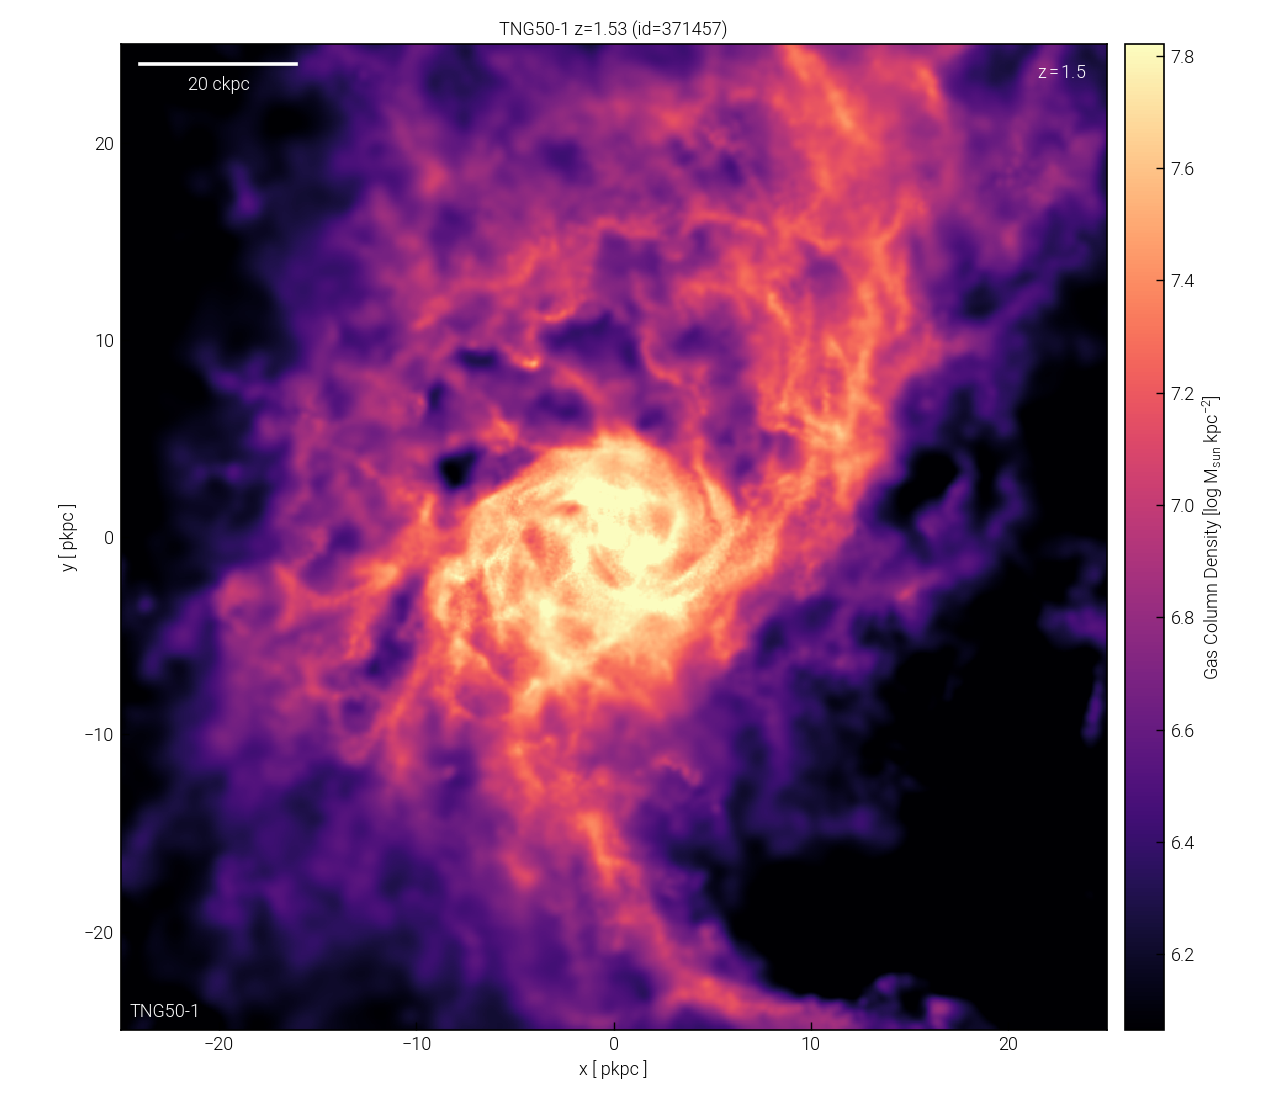 TNG50-1 z=1.53 (id=371457)
20 ckpc
z = 1.5
TNG50-1
20
10
0
−10
−20
y [ pkpc ]
−20
−10
0
10
20
x [ pkpc ]
7.8
7.6
7.4
7.2
7.0
6.8
6.6
6.4
6.2
Gas Column Density [log M_sun kpc^−2]